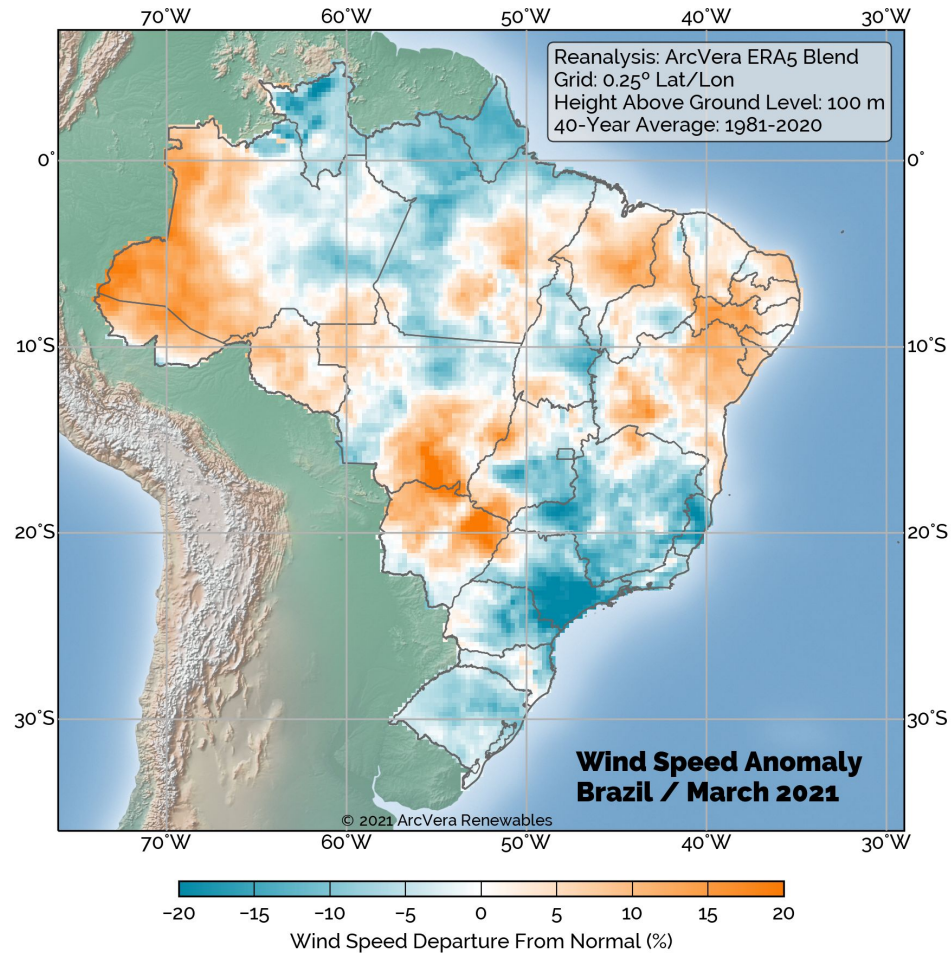 70°W 60°W 50°W 40°W 30°W
Reanalysis: ArcVera ERA5 Blend
Grid: 0.25º Lat/Lon
Height Above Ground Level: 100 m
40-Year Average: 1981-2020
0° 0°
10°S 10°S
20°S 20°S
30°S 30°S
Wind Speed Anomaly
Brazil / March 2021
© 2021 ArcVera Renewables
70°W 60°W 50°W 40°W 30°W
−20 −15 −10 −5 0 5 10 15 20
Wind Speed Departure From Normal (%)